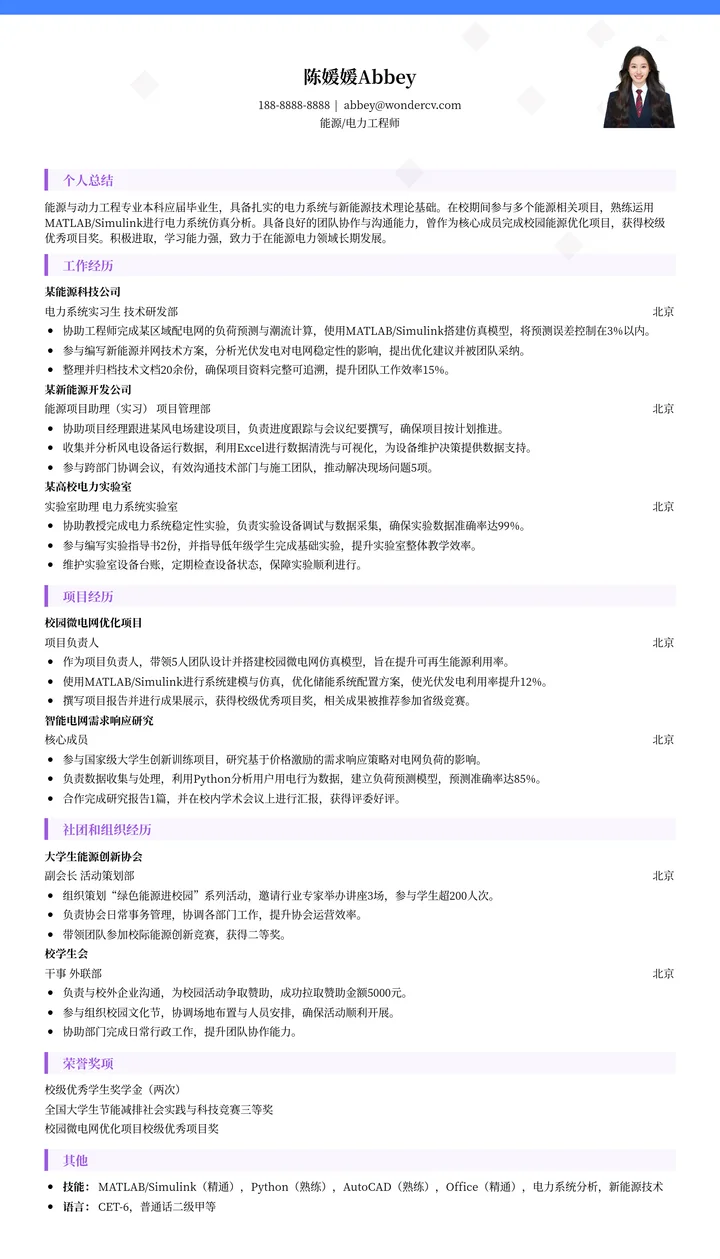 陈媛媛Abbey
188-8888-8888 | abbey@wondercv.com
能源/电力工程师
个人总结
能源与动力工程专业本科应届毕业生，具备扎实的电力系统与新能源技术理论基础。在校期间参与多个能源相关项目，熟练运用
MATLAB/Simulink进行电力系统仿真分析。具备良好的团队协作与沟通能力，曾作为核心成员完成校园能源优化项目，获得校级
优秀项目奖。积极进取，学习能力强，致力于在能源电力领域长期发展。
工作经历
某能源科技公司
电力系统实习生 技术研发部 北京
• 协助工程师完成某区域配电网的负荷预测与潮流计算，使用MATLAB/Simulink搭建仿真模型，将预测误差控制在3%以内。
• 参与编写新能源并网技术方案，分析光伏发电对电网稳定性的影响，提出优化建议并被团队采纳。
• 整理并归档技术文档20余份，确保项目资料完整可追溯，提升团队工作效率15%。
某新能源开发公司
能源项目助理（实习） 项目管理部 北京
• 协助项目经理跟进某风电场建设项目，负责进度跟踪与会议纪要撰写，确保项目按计划推进。
• 收集并分析风电设备运行数据，利用Excel进行数据清洗与可视化，为设备维护决策提供数据支持。
• 参与跨部门协调会议，有效沟通技术部门与施工团队，推动解决现场问题5项。
某高校电力实验室
实验室助理 电力系统实验室 北京
• 协助教授完成电力系统稳定性实验，负责实验设备调试与数据采集，确保实验数据准确率达99%。
• 参与编写实验指导书2份，并指导低年级学生完成基础实验，提升实验室整体教学效率。
• 维护实验室设备台账，定期检查设备状态，保障实验顺利进行。
项目经历
校园微电网优化项目
项目负责人 北京
• 作为项目负责人，带领5人团队设计并搭建校园微电网仿真模型，旨在提升可再生能源利用率。
• 使用MATLAB/Simulink进行系统建模与仿真，优化储能系统配置方案，使光伏发电利用率提升12%。
• 撰写项目报告并进行成果展示，获得校级优秀项目奖，相关成果被推荐参加省级竞赛。
智能电网需求响应研究
核心成员 北京
• 参与国家级大学生创新训练项目，研究基于价格激励的需求响应策略对电网负荷的影响。
• 负责数据收集与处理，利用Python分析用户用电行为数据，建立负荷预测模型，预测准确率达85%。
• 合作完成研究报告1篇，并在校内学术会议上进行汇报，获得评委好评。
社团和组织经历
大学生能源创新协会
副会长 活动策划部 北京
• 组织策划“绿色能源进校园”系列活动，邀请行业专家举办讲座3场，参与学生超200人次。
• 负责协会日常事务管理，协调各部门工作，提升协会运营效率。
• 带领团队参加校际能源创新竞赛，获得二等奖。
校学生会
干事 外联部 北京
• 负责与校外企业沟通，为校园活动争取赞助，成功拉取赞助金额5000元。
• 参与组织校园文化节，协调场地布置与人员安排，确保活动顺利开展。
• 协助部门完成日常行政工作，提升团队协作能力。
荣誉奖项
校级优秀学生奖学金（两次）
全国大学生节能减排社会实践与科技竞赛三等奖
校园微电网优化项目校级优秀项目奖
其他
• 技能： MATLAB/Simulink（精通），Python（熟练），AutoCAD（熟练），Office（精通），电力系统分析，新能源技术
• 语言： CET-6，普通话二级甲等